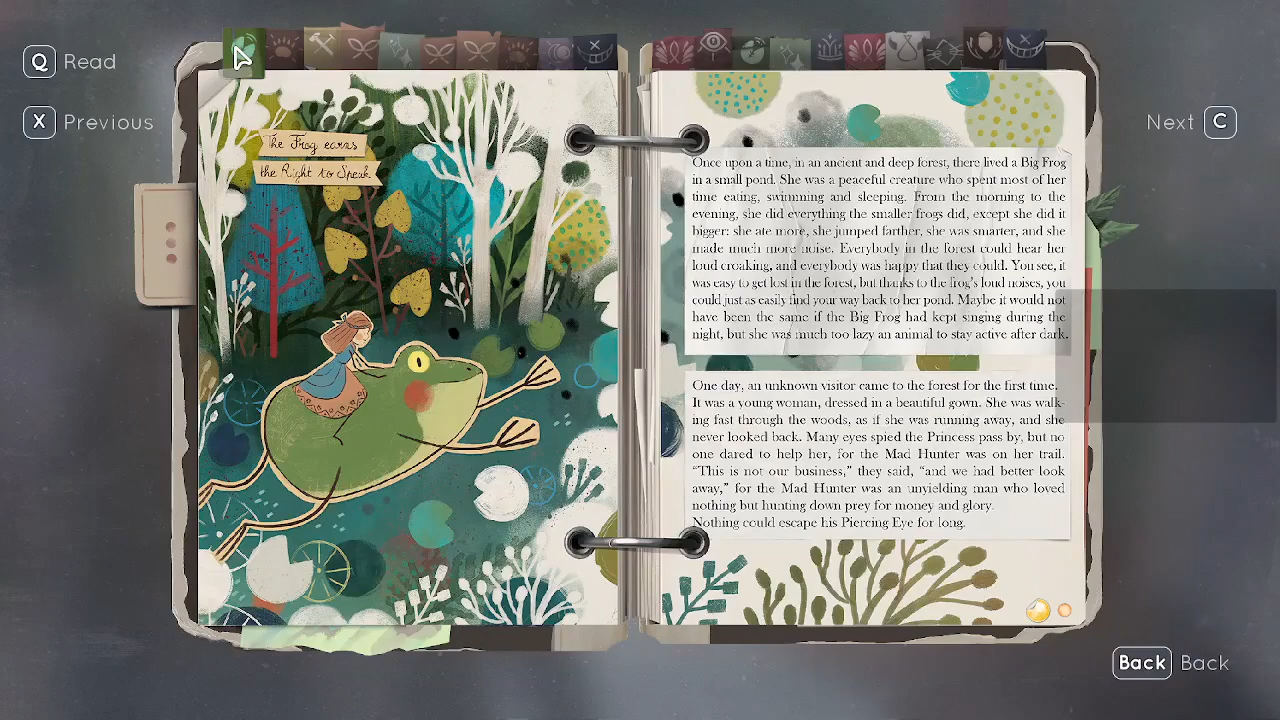 Q Read
X Previous
Next C
The Frog earns
the Right to Speak
Once upon a time, in an ancient and deep forest, there lived a Big Frog
in a small pond. She was a peaceful creature who spent most of her
time eating, swimming and sleeping. From the morning to the
evening, she did everything the smaller frogs did, except she did it
bigger: she ate more, she jumped farther, she was smarter, and she
made much more noise. Everybody in the forest could hear her
loud croaking, and everybody was happy that they could. You see, it
was easy to get lost in the forest, but thanks to the frog's loud noises, you
could just as easily find your way back to her pond. Maybe it would not
have been the same if the Big Frog had kept singing during the
night, but she was much too lazy an animal to stay active after dark.
One day, an unknown visitor came to the forest for the first time.
It was a young woman, dressed in a beautiful gown. She was walk-
ing fast through the woods, as if she was running away, and she
never looked back. Many eyes spied the Princess pass by, but no
one dared to help her, for the Mad Hunter was on her trail.
"This is not our business," they said, "and we had better look
away," for the Mad Hunter was an unyielding man who loved
nothing but hunting down prey for money and glory.
Nothing could escape his Piercing Eye for long.
Back Back